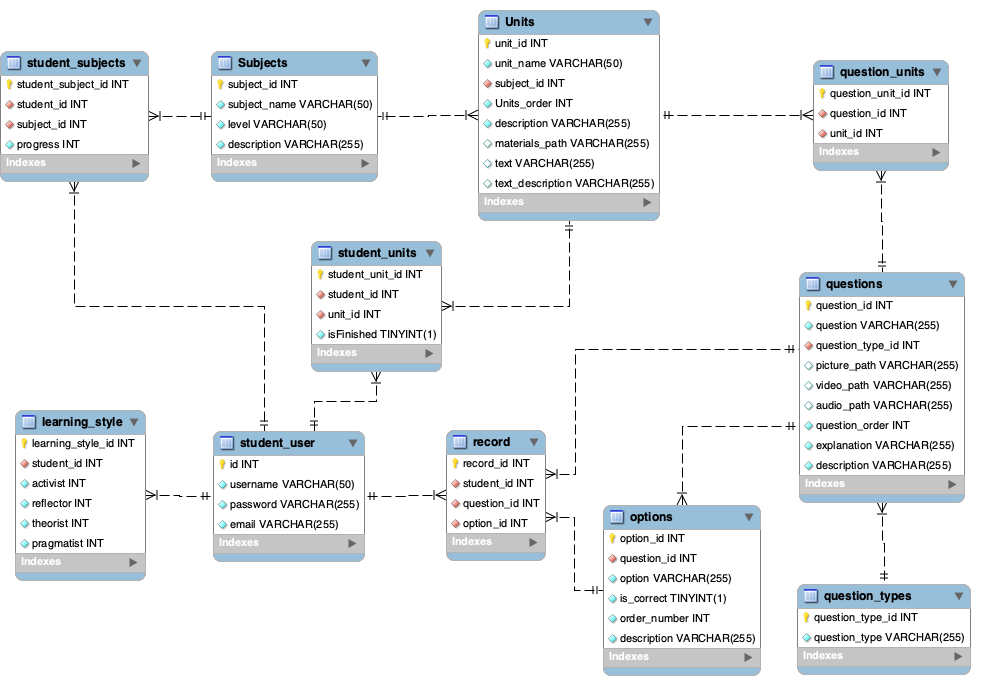 Units
unit_id INT
unit_name VARCHAR(50)
subject_id INT
Units_order INT
description VARCHAR(255)
materials_path VARCHAR(255)
text VARCHAR(255)
text_description VARCHAR(255)
Indexes
student_subjects
student_subject_id INT
student_id INT
subject_id INT
progress INT
Indexes
Subjects
subject_id INT
subject_name VARCHAR(50)
level VARCHAR(50)
description VARCHAR(255)
Indexes
question_units
question_unit_id INT
question_id INT
unit_id INT
Indexes
student_units
student_unit_id INT
student_id INT
unit_id INT
isFinished TINYINT(1)
Indexes
questions
question_id INT
question VARCHAR(255)
question_type_id INT
picture_path VARCHAR(255)
video_path VARCHAR(255)
audio_path VARCHAR(255)
question_order INT
explanation VARCHAR(255)
description VARCHAR(255)
Indexes
learning_style
learning_style_id INT
student_id INT
activist INT
reflector INT
theorist INT
pragmatist INT
Indexes
student_user
id INT
username VARCHAR(50)
password VARCHAR(255)
email VARCHAR(255)
Indexes
record
record_id INT
student_id INT
question_id INT
option_id INT
Indexes
options
option_id INT
question_id INT
option VARCHAR(255)
is_correct TINYINT(1)
order_number INT
description VARCHAR(255)
Indexes
question_types
question_type_id INT
question_type VARCHAR(255)
Indexes